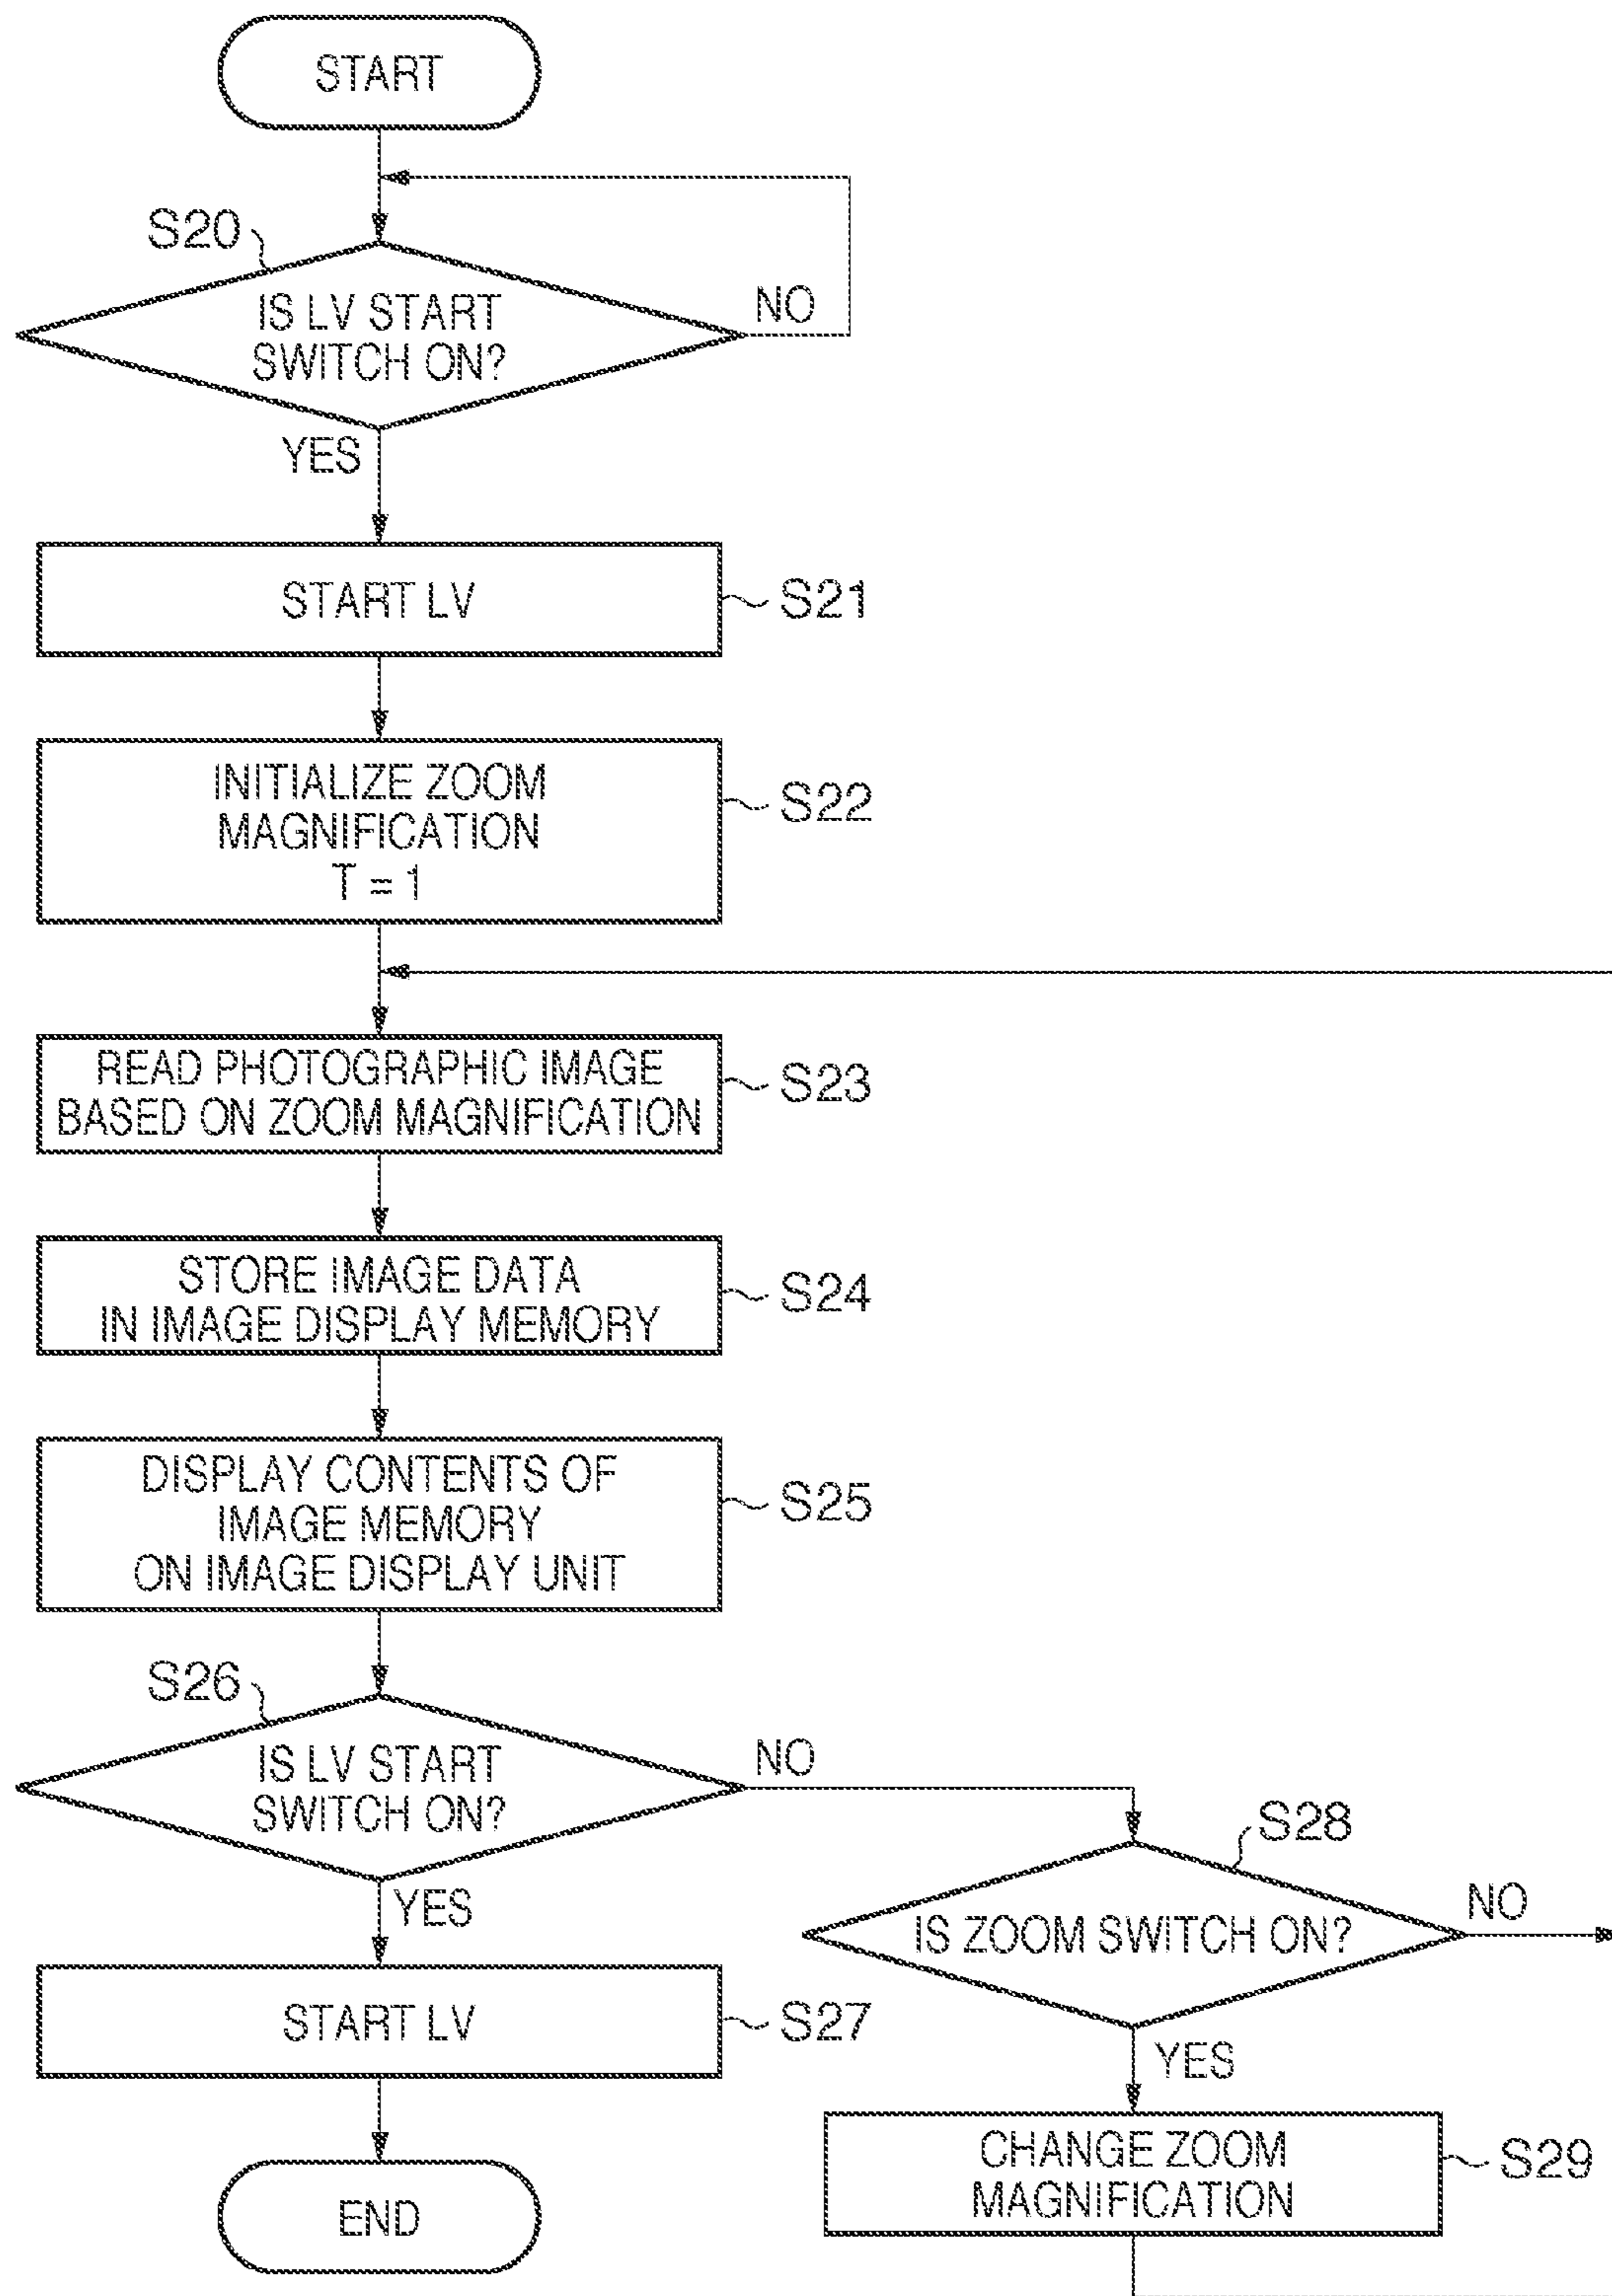 START
S20
IS LV START
SWITCH ON?
NO
YES
START LV
S21
INITIALIZE ZOOM
MAGNIFICATION
T = 1
S22
READ PHOTOGRAPHIC IMAGE
BASED ON ZOOM MAGNIFICATION
S23
STORE IMAGE DATA
IN IMAGE DISPLAY MEMORY
S24
DISPLAY CONTENTS OF
IMAGE MEMORY
ON IMAGE DISPLAY UNIT
S25
S26
IS LV START
SWITCH ON?
NO
YES
S28
IS ZOOM SWITCH ON?
NO
YES
START LV
S27
CHANGE ZOOM
MAGNIFICATION
S29
END